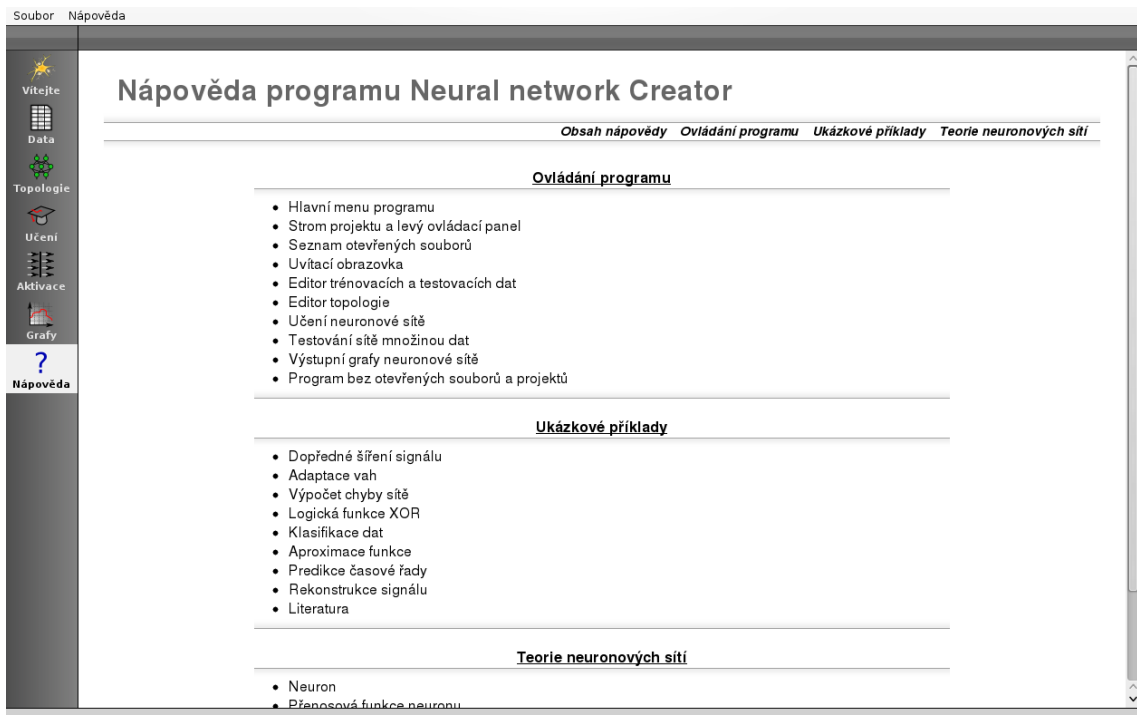 Soubor Nápověda
Vítejte
Data
Topologie
Učení
Aktivace
Grafy
?
Nápověda
Nápověda programu Neural network Creator
Obsah nápovědy Ovládání programu Ukázkové příklady Teorie neuronových sítí
Ovládání programu
• Hlavní menu programu
• Strom projektu a levý ovládací panel
• Seznam otevřených souborů
• Uvítací obrazovka
• Editor trénovacích a testovacích dat
• Editor topologie
• Učení neuronové sítě
• Testování sítě množinou dat
• Výstupní grafy neuronové sítě
• Program bez otevřených souborů a projektů
Ukázkové příklady
• Dopředné šíření signálu
• Adaptace vah
• Výpočet chyby sítě
• Logická funkce XOR
• Klasifikace dat
• Aproximace funkce
• Predikce časové řady
• Rekonstrukce signálu
• Literatura
Teorie neuronových sítí
• Neuron
• Přenosová funkce neuronu